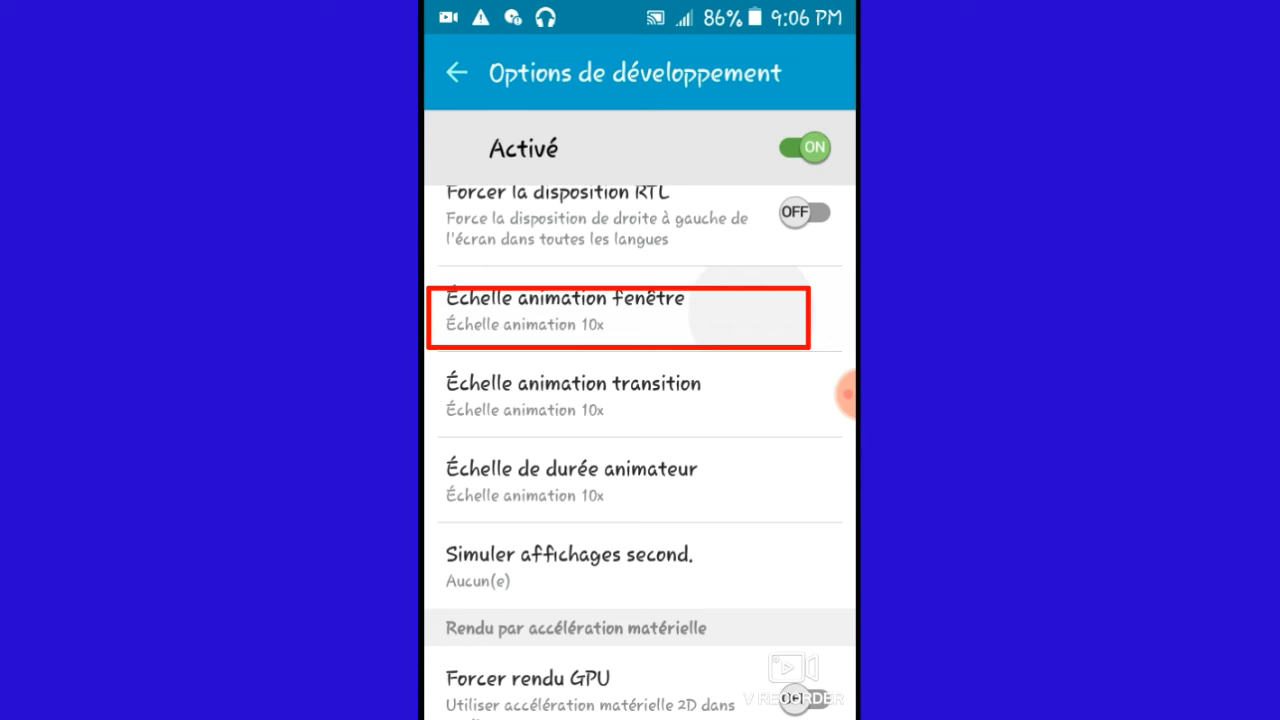 86% 9:06 PM
Options de développement
Activé
ON
Forcer la disposition RTL
OFF
Force la disposition de droite à gauche de
l'écran dans toutes les langues
Échelle animation fenêtre
Échelle animation 10x
Échelle animation transition
Échelle animation 10x
Échelle de durée animateur
Échelle animation 10x
Simuler affichages second.
Aucun(e)
Rendu par accélération matérielle
Forcer rendu GPU
Utiliser accélération matérielle 2D dans
V RECORDER